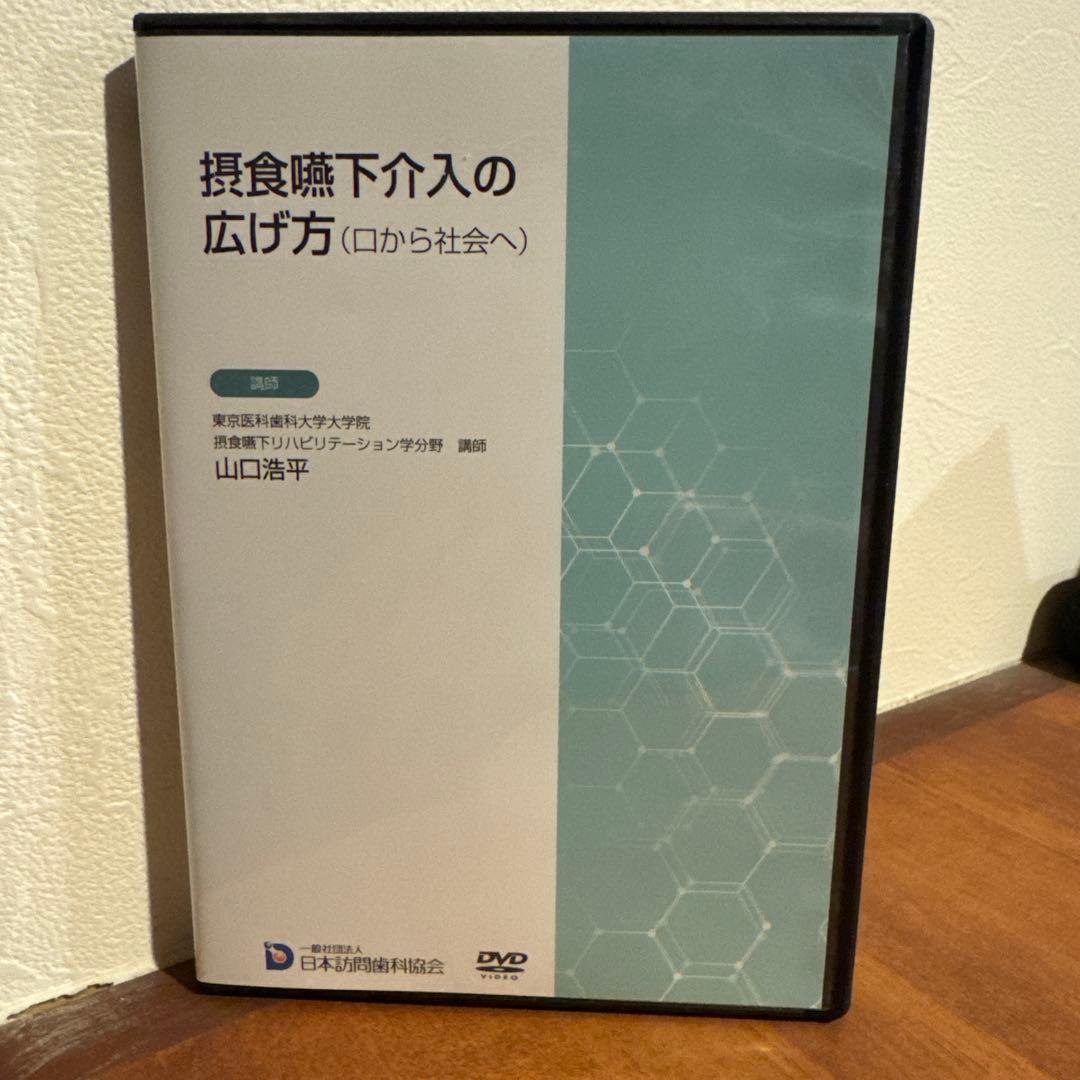 摂食嚥下介入の
広げ方（口から社会へ）
講師
東京医科歯科大学大学院
摂食嚥下リハビリテーション学分野　講師
山口浩平
一般社団法人
日本訪問歯科協会
DVD
VIDEO